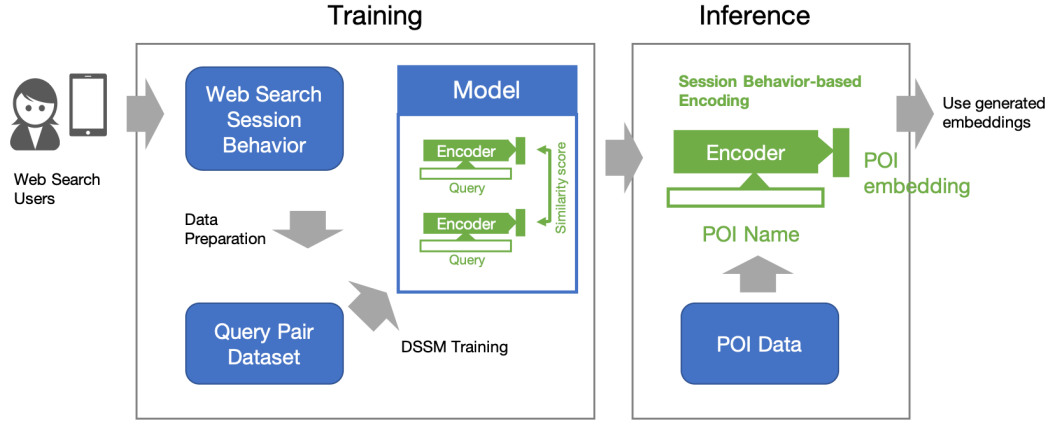 Training
Inference
Web Search
Users
Web Search
Session
Behavior
Data
Preparation
Query Pair
Dataset
DSSM Training
Model
Encoder
Query
Encoder
Query
Similarity score
Session Behavior-based
Encoding
Encoder
POI
embedding
POI Name
POI Data
Use generated
embeddings